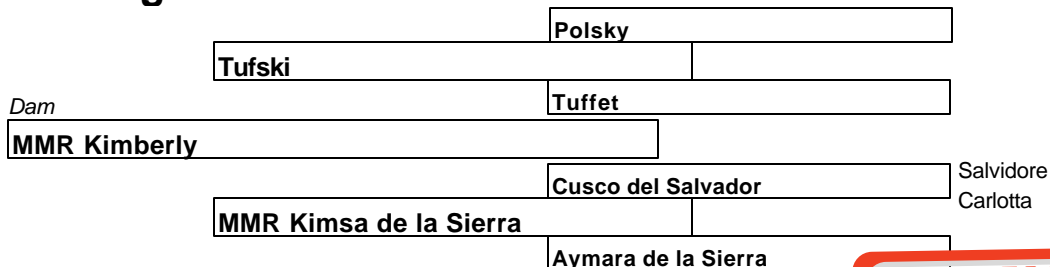 Polsky
Tufski
Tuffet
Dam
MMR Kimberly
Cusco del Salvador
Salvidore
Carlotta
MMR Kimsa de la Sierra
Aymara de la Sierra